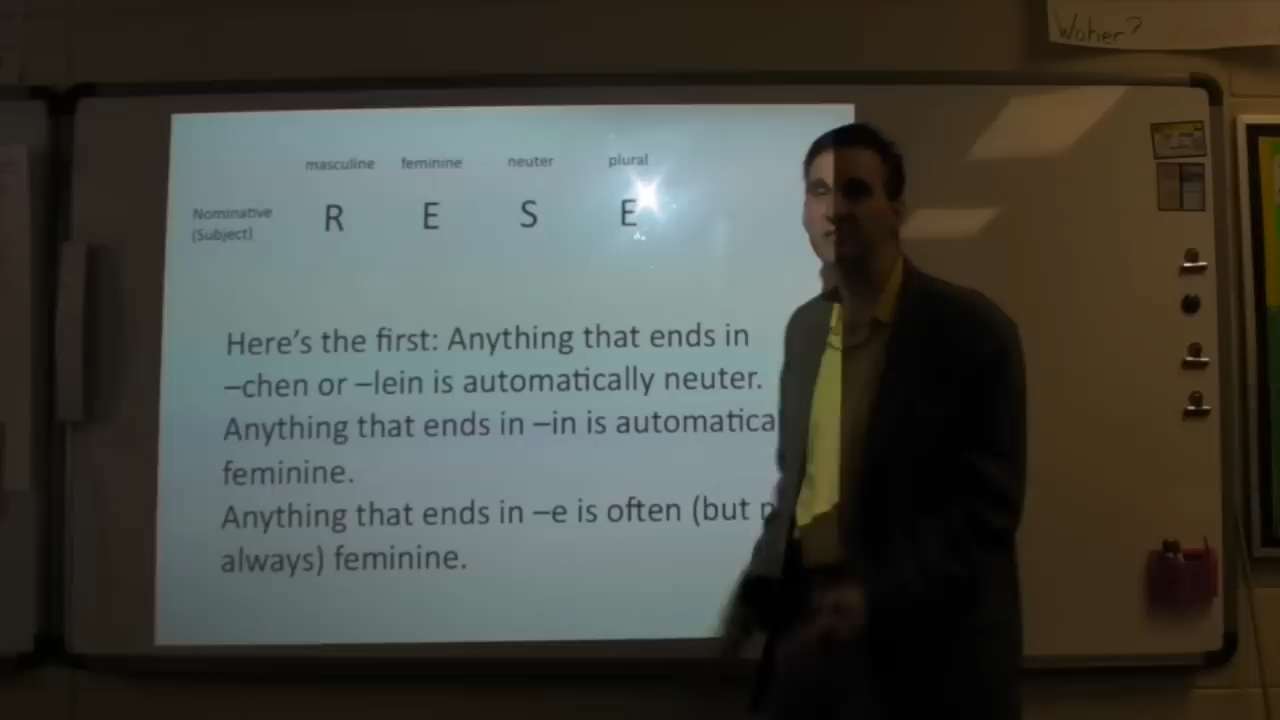 Woher?
masculine feminine neuter plural
Nominative
(Subject)
R E S E
Here's the first: Anything that ends in
–chen or –lein is automatically neuter.
Anything that ends in –in is automatica
feminine.
Anything that ends in –e is often (but
always) feminine.